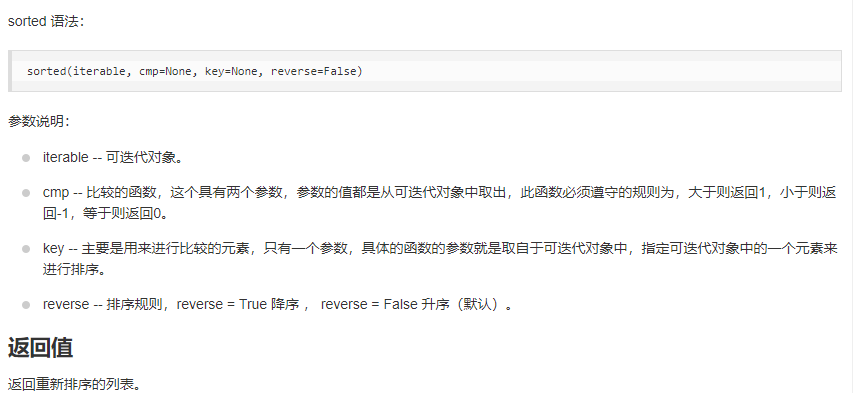 sorted 语法：
sorted(iterable, cmp=None, key=None, reverse=False)
参数说明：
iterable -- 可迭代对象。
cmp -- 比较的函数，这个具有两个参数，参数的值都是从可迭代对象中取出，此函数必须遵守的规则为，大于则返回1，小于则返
回-1，等于则返回0。
key -- 主要是用来进行比较的元素，只有一个参数，具体的函数的参数就是取自于可迭代对象中，指定可迭代对象中的一个元素来
进行排序。
reverse -- 排序规则，reverse = True 降序 ， reverse = False 升序（默认）。
返回值
返回重新排序的列表。